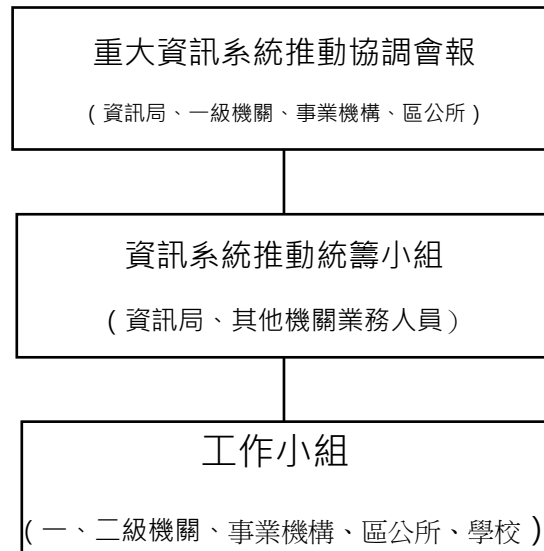 重大資訊系統推動協調會報
(資訊局、一級機關、事業機構、區公所)
資訊系統推動統籌小組
(資訊局、其他機關業務人員)
工作小組
(一、二級機關、事業機構、區公所、學校)